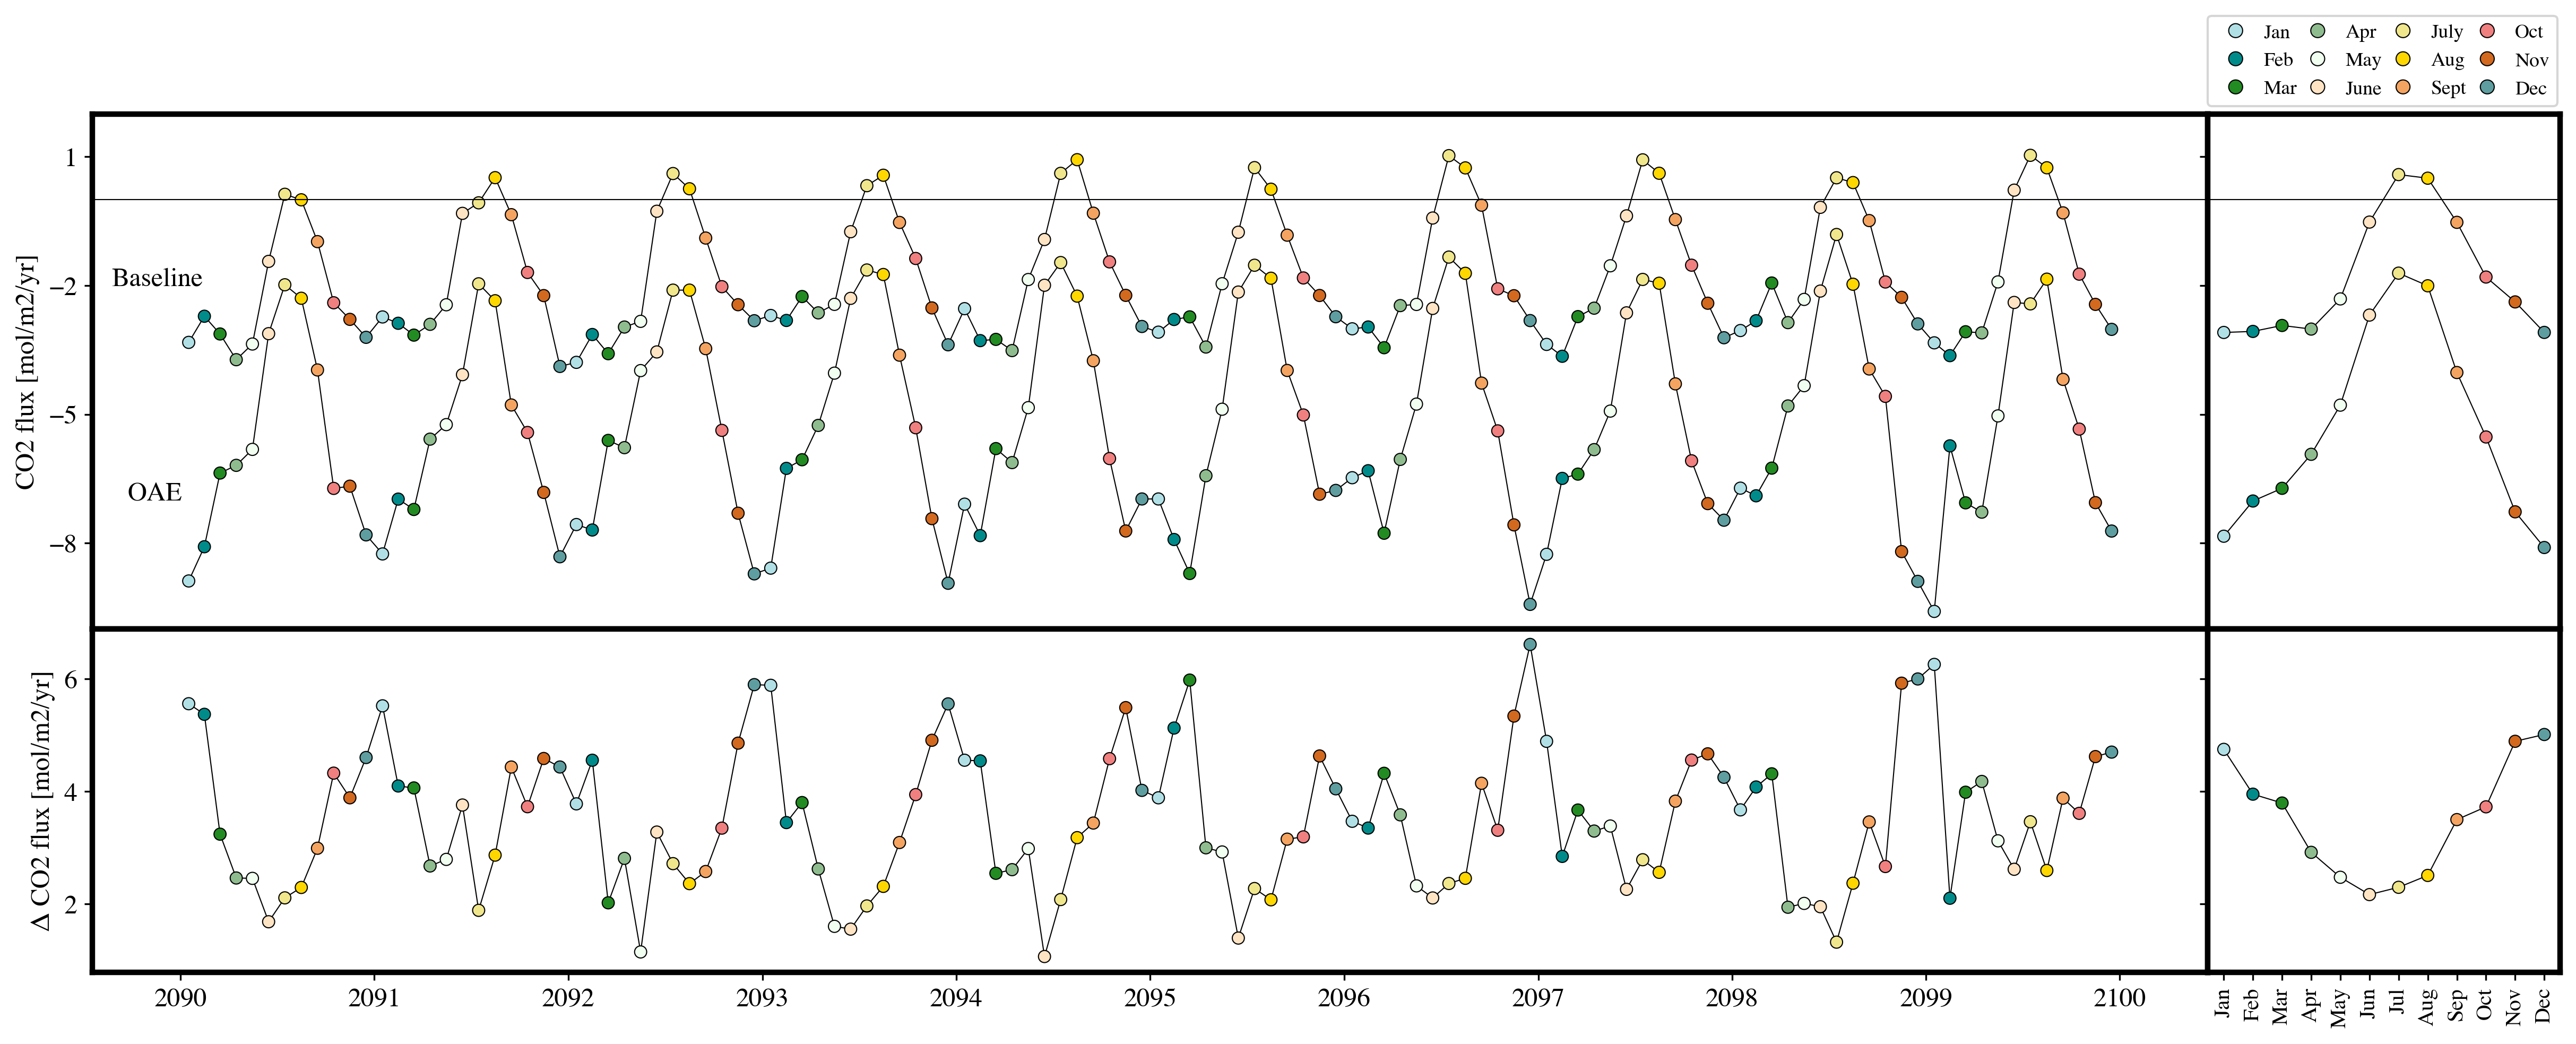 Jan Apr July Oct
Feb May Aug Nov
Mar June Sept Dec
CO2 flux [mol/m2/yr]
1
−2
−5
−8
Baseline
OAE
Δ CO2 flux [mol/m2/yr]
6
4
2
2090 2091 2092 2093 2094 2095 2096 2097 2098 2099 2100
Jan Feb Mar Apr May Jun Jul Aug Sep Oct Nov Dec